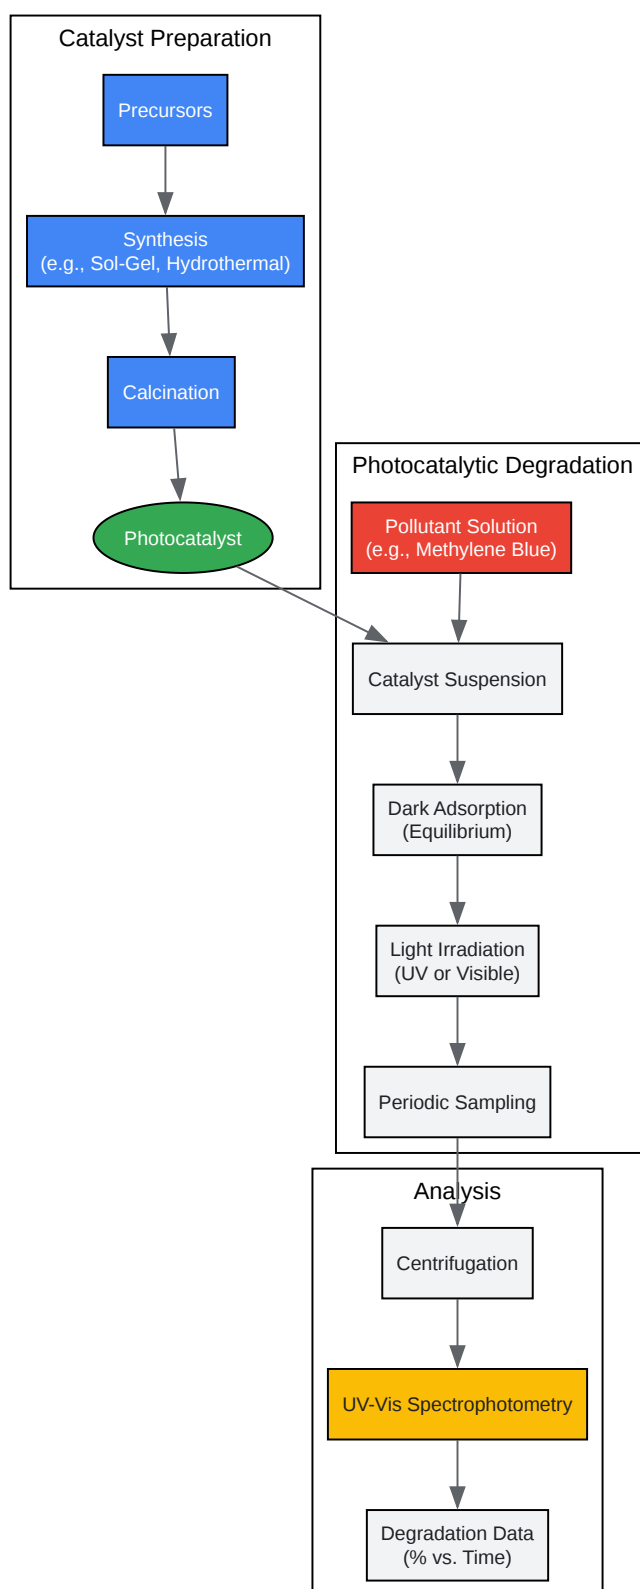 Catalyst Preparation
Precursors
Synthesis
(e.g., Sol-Gel, Hydrothermal)
Calcination
Photocatalyst
Photocatalytic Degradation
Pollutant Solution
(e.g., Methylene Blue)
Catalyst Suspension
Dark Adsorption
(Equilibrium)
Light Irradiation
(UV or Visible)
Periodic Sampling
Analysis
Centrifugation
UV-Vis Spectrophotometry
Degradation Data
(% vs. Time)